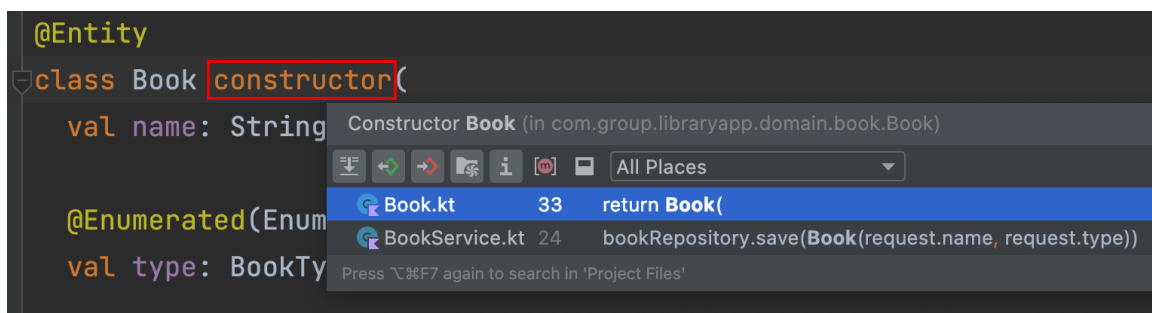 @Entity
class Book constructor(
val name: String
Constructor Book (in com.group.libraryapp.domain.book.Book)
All Places
Book.kt 33 return Book(
@Enumerated(Enum
BookService.kt 24 bookRepository.save(Book(request.name, request.type))
val type: BookTy
Press ⌥⌘F7 again to search in 'Project Files'